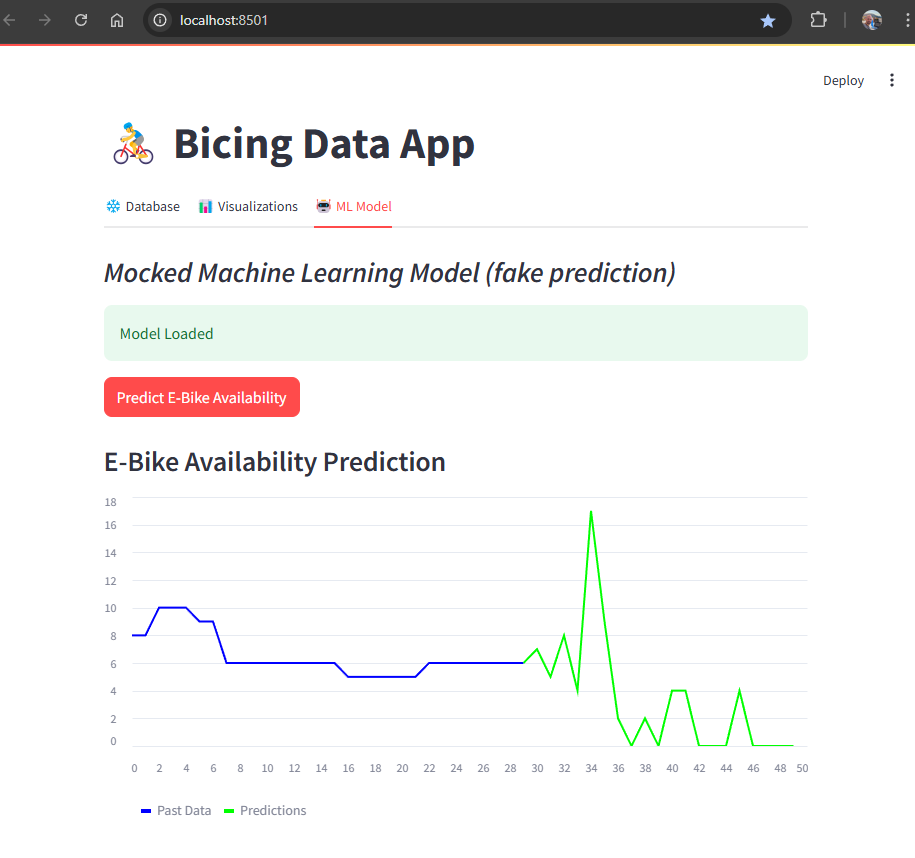 localhost:8501
Deploy
Bicing Data App
Database Visualizations ML Model
Mocked Machine Learning Model (fake prediction)
Model Loaded
Predict E-Bike Availability
E-Bike Availability Prediction
18
16
14
12
10
8
6
4
2
0
0 2 4 6 8 10 12 14 16 18 20 22 24 26 28 30 32 34 36 38 40 42 44 46 48 50
Past Data Predictions